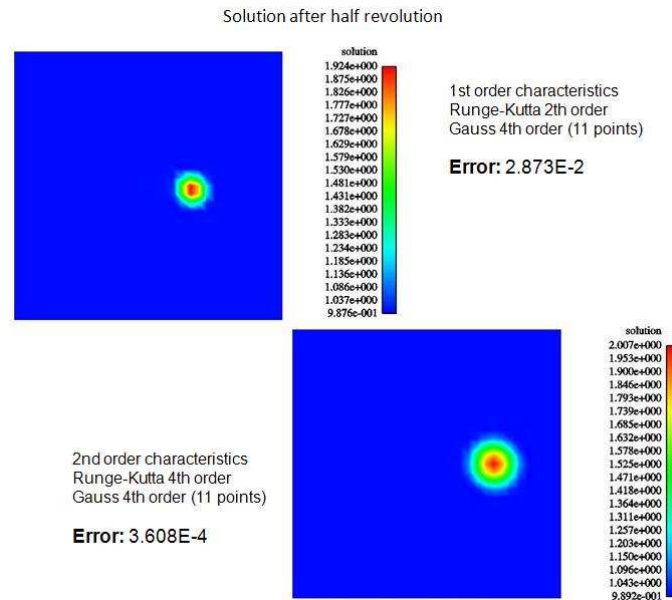 Solution after half revolution
solution
1.924e+000
1.875e+000
1.826e+000
1.777e+000
1.727e+000
1.678e+000
1.629e+000
1.579e+000
1.530e+000
1.481e+000
1.431e+000
1.382e+000
1.333e+000
1.283e+000
1.234e+000
1.185e+000
1.136e+000
1.086e+000
1.037e+000
9.876e-001
1st order characteristics
Runge-Kutta 2th order
Gauss 4th order (11 points)
Error: 2.873E-2
2nd order characteristics
Runge-Kutta 4th order
Gauss 4th order (11 points)
Error: 3.608E-4
solution
2.007e+000
1.953e+000
1.900e+000
1.846e+000
1.793e+000
1.739e+000
1.685e+000
1.632e+000
1.578e+000
1.525e+000
1.471e+000
1.418e+000
1.364e+000
1.311e+000
1.257e+000
1.203e+000
1.150e+000
1.096e+000
1.043e+000
9.892e-001